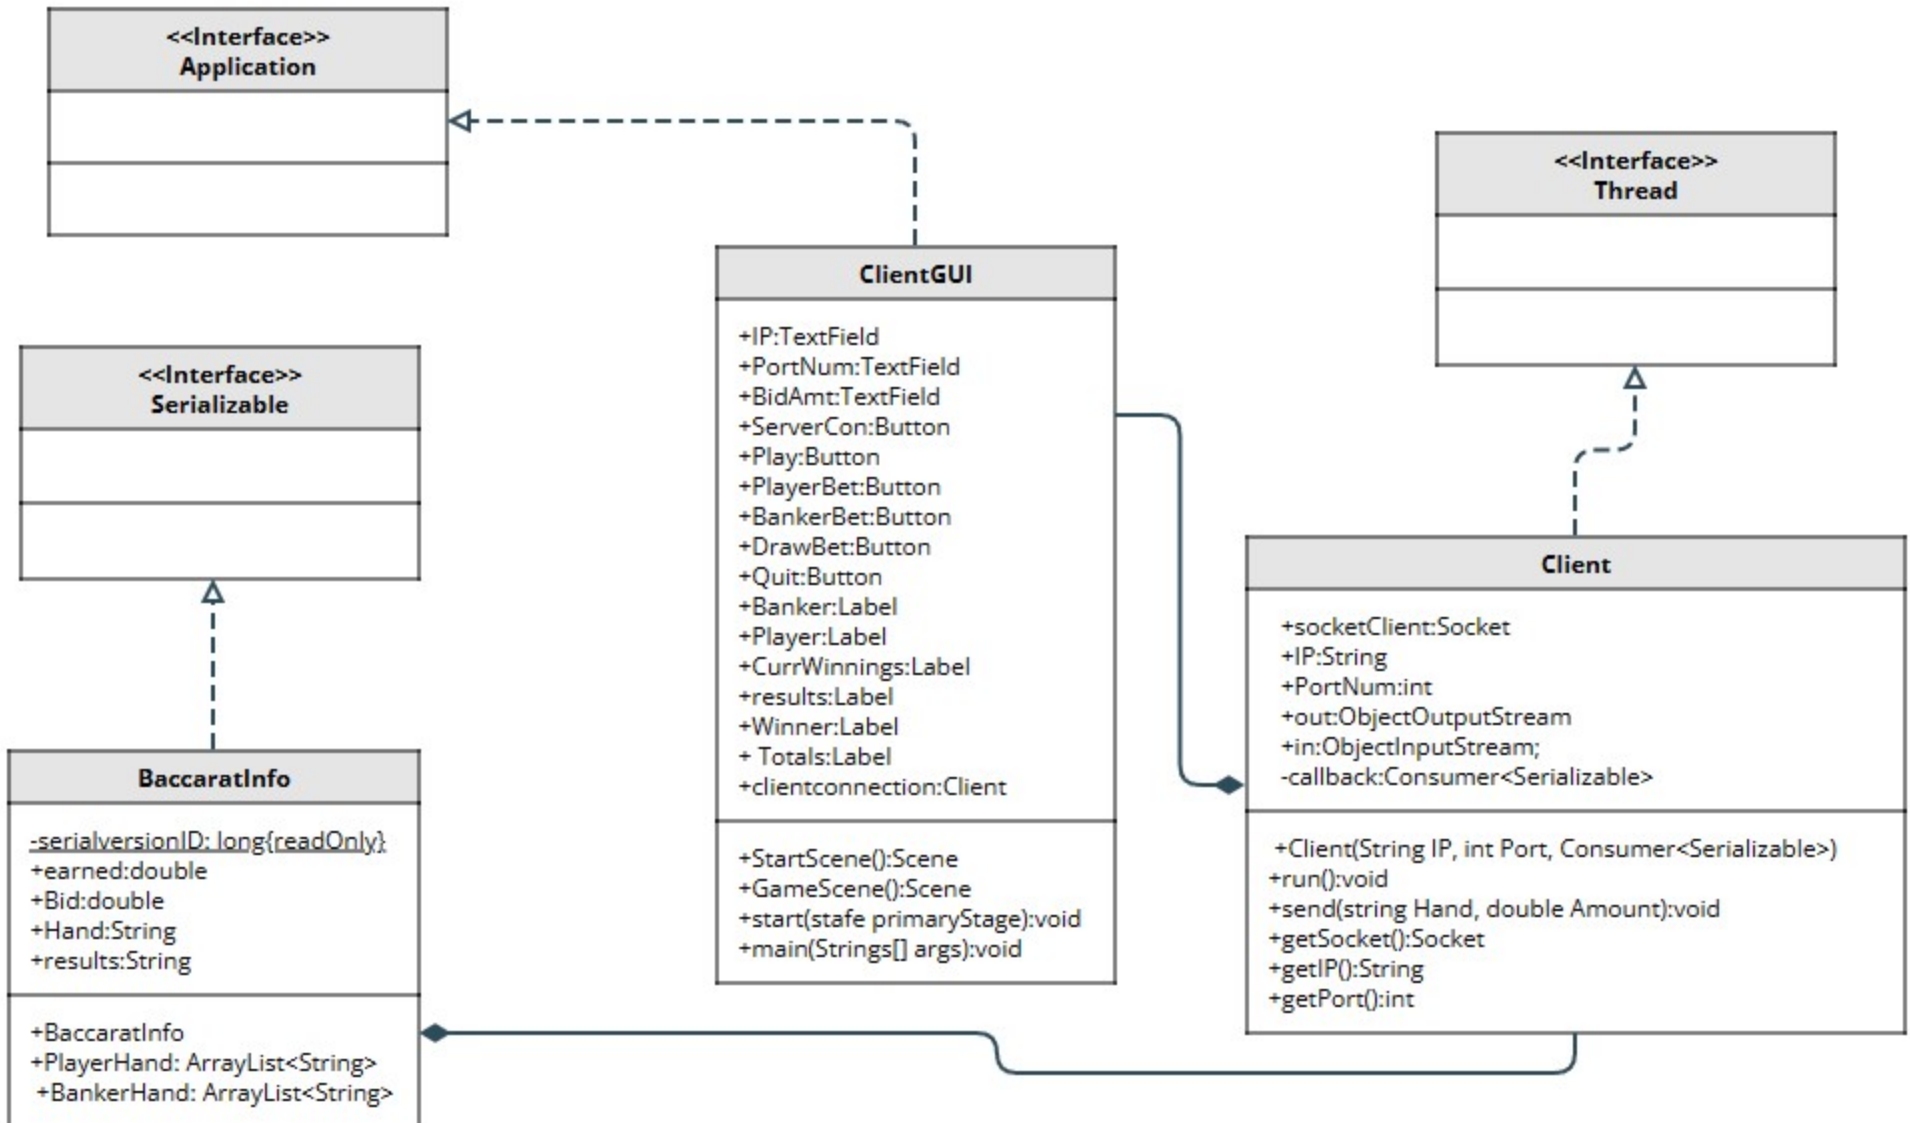 <<Interface>>
Application
<<Interface>>
Thread
<<Interface>>
Serializable
ClientGUI
+IP:TextField
+PortNum:TextField
+BidAmt:TextField
+ServerCon:Button
+Play:Button
+PlayerBet:Button
+BankerBet:Button
+DrawBet:Button
+Quit:Button
+Banker:Label
+Player:Label
+CurrWinnings:Label
+results:Label
+Winner:Label
+ Totals:Label
+clientconnection:Client
+StartScene():Scene
+GameScene():Scene
+start(stafe primaryStage):void
+main(Strings[] args):void
Client
+socketClient:Socket
+IP:String
+PortNum:int
+out:ObjectOutputStream
+in:ObjectInputStream;
-callback:Consumer<Serializable>
+Client(String IP, int Port, Consumer<Serializable>)
+run():void
+send(string Hand, double Amount):void
+getSocket():Socket
+getIP():String
+getPort():int
BaccaratInfo
-serialversionID: long{readOnly}
+earned:double
+Bid:double
+Hand:String
+results:String
+BaccaratInfo
+PlayerHand: ArrayList<String>
+BankerHand: ArrayList<String>